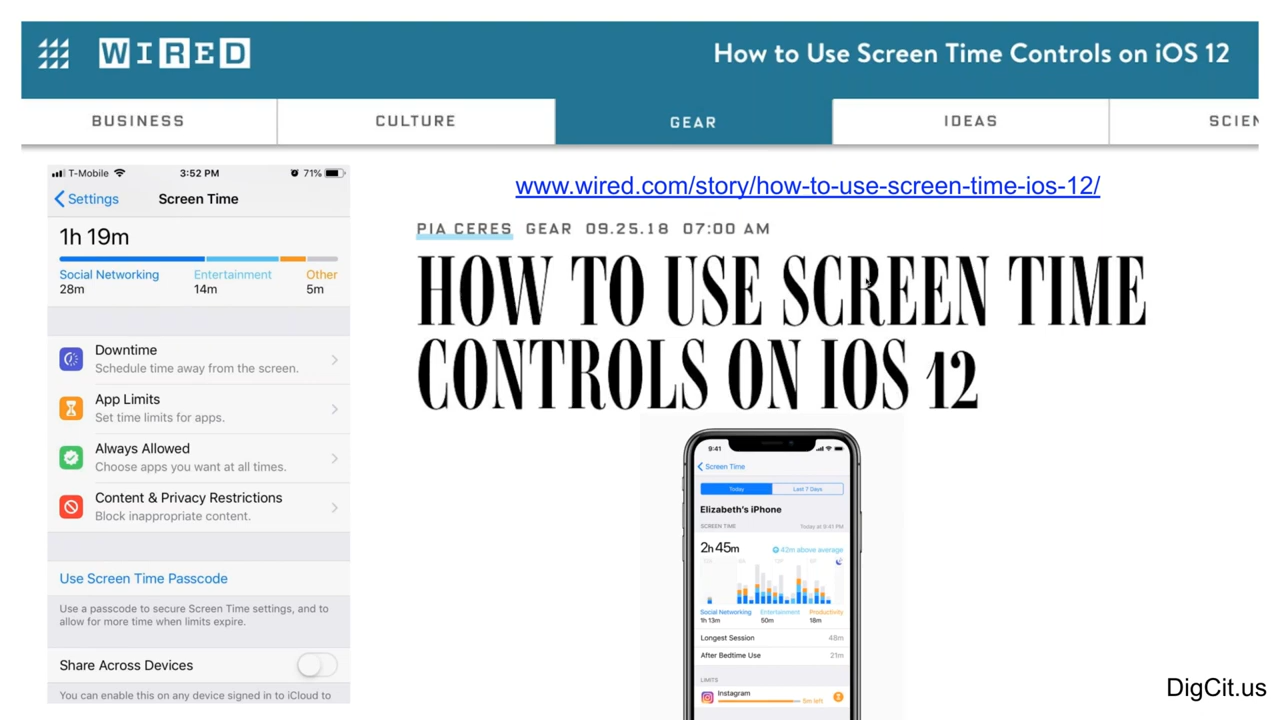 WIRED
How to Use Screen Time Controls on iOS 12
BUSINESS
CULTURE
GEAR
IDEAS
SCIEN
T-Mobile 3:52 PM 71%
Settings Screen Time
1h 19m
Social Networking Entertainment Other
28m 14m 5m
Downtime
Schedule time away from the screen.
App Limits
Set time limits for apps.
Always Allowed
Choose apps you want at all times.
Content & Privacy Restrictions
Block inappropriate content.
Use Screen Time Passcode
Use a passcode to secure Screen Time settings, and to
allow for more time when limits expire.
Share Across Devices
You can enable this on any device signed in to iCloud to
www.wired.com/story/how-to-use-screen-time-ios-12/
PIA CERES GEAR 09.25.18 07:00 AM
HOW TO USE SCREEN TIME
CONTROLS ON IOS 12
9:41
Screen Time
Today Last 7 Days
Elizabeth's iPhone
SCREEN TIME Today at 9:41 PM
2h 45m 42m above average
Social Networking Entertainment Productivity
1h 13m 50m 18m
Longest Session 48m
After Bedtime Use 21m
LIMITS
Instagram
5m left
DigCit.us